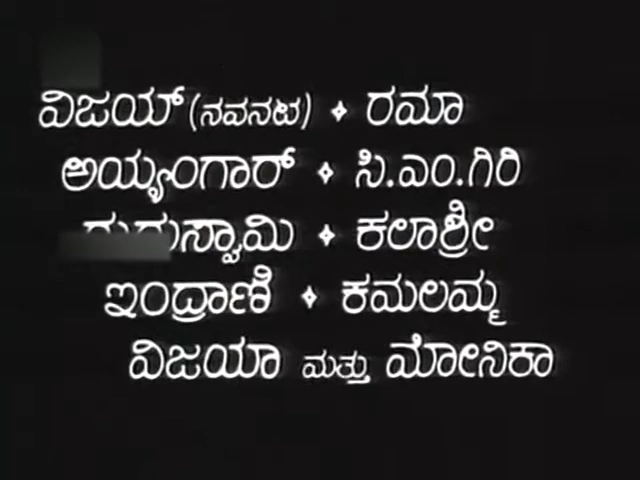 ವಿಜಯ್ (ನವನಟ) ✦ ರಮಾ
ಅಯ್ಯಂಗಾರ್ ✦ ಸಿ.ಎಂ.ಗಿರಿ
✦ ಕಲಾಶ್ರೀ
ಇಂದ್ರಾಣಿ ✦ ಕಮಲಮ್ಮ
ವಿಜಯಾ ಮತ್ತು ಮೋನಿಕಾ